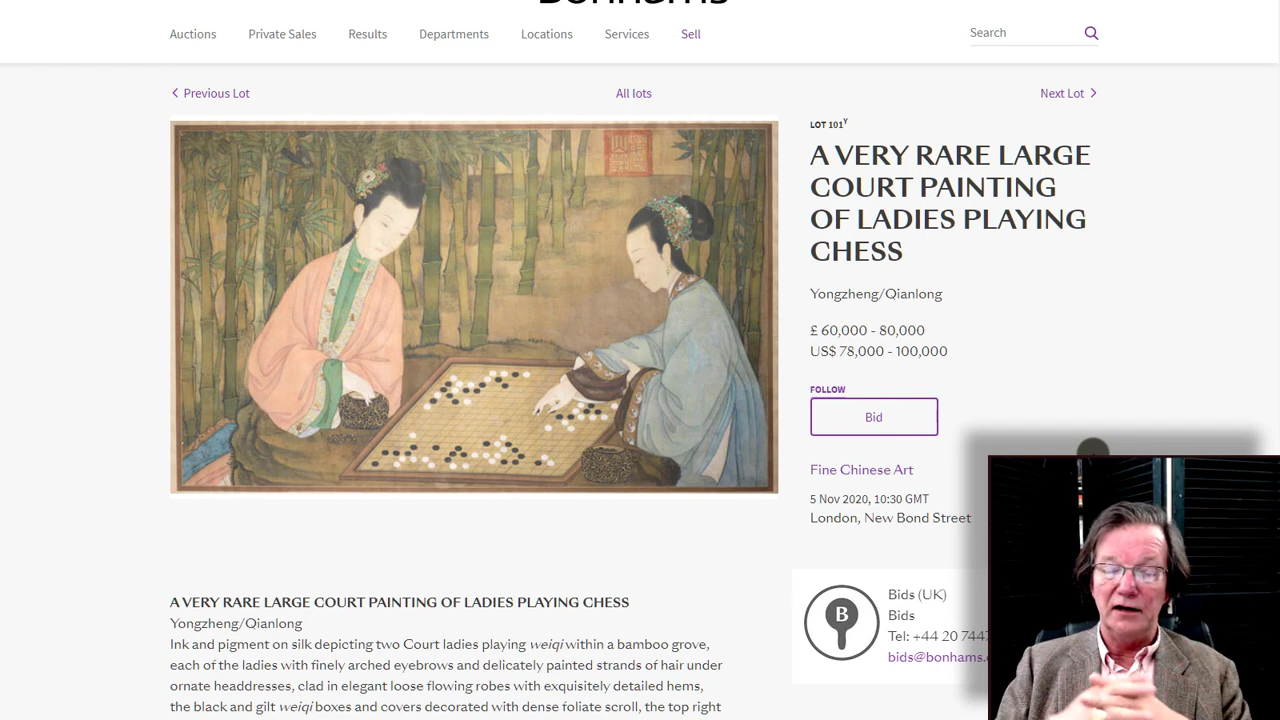 Bonhams
Auctions
Private Sales
Results
Departments
Locations
Services
Sell
Search
Previous Lot
All lots
Next Lot
LOT 101Y
A VERY RARE LARGE
COURT PAINTING
OF LADIES PLAYING
CHESS
Yongzheng/Qianlong
£ 60,000 - 80,000
US$ 78,000 - 100,000
FOLLOW
Bid
Fine Chinese Art
5 Nov 2020, 10:30 GMT
London, New Bond Street
B
Bids (UK)
Bids
Tel: +44 20 7447
bids@bonhams.c
A VERY RARE LARGE COURT PAINTING OF LADIES PLAYING CHESS
Yongzheng/Qianlong
Ink and pigment on silk depicting two Court ladies playing weiqi within a bamboo grove,
each of the ladies with finely arched eyebrows and delicately painted strands of hair under
ornate headdresses, clad in elegant loose flowing robes with exquisitely detailed hems,
the black and gilt weiqi boxes and covers decorated with dense foliate scroll, the top right